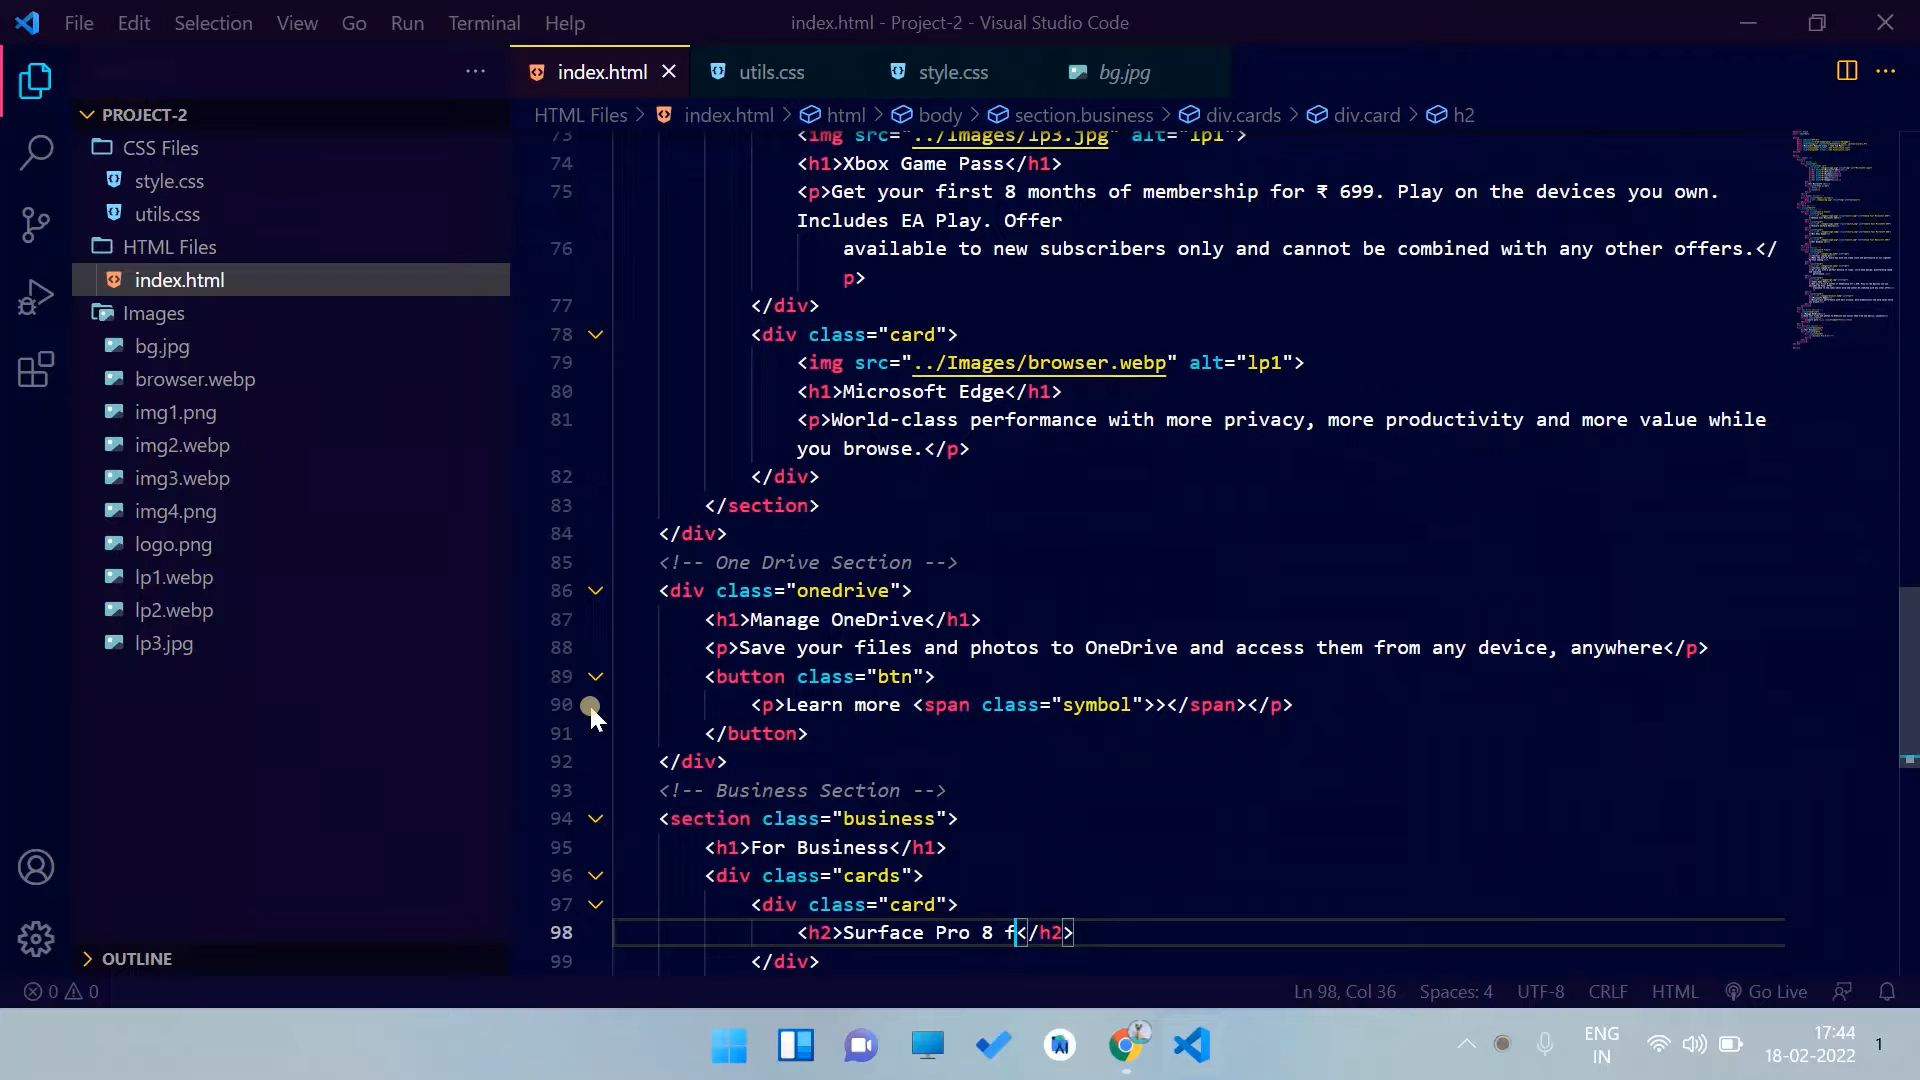 File Edit Selection View Go Run Terminal Help
index.html - Project-2 - Visual Studio Code
index.html utils.css style.css bg.jpg
HTML Files > index.html > html > body > section.business > div.cards > div.card > h2
PROJECT-2
CSS Files
style.css
utils.css
HTML Files
index.html
Images
bg.jpg
browser.webp
img1.png
img2.webp
img3.webp
img4.png
logo.png
lp1.webp
lp2.webp
lp3.jpg
OUTLINE
73 <img src="../Images/lp3.jpg" alt="lp1">
74 <h1>Xbox Game Pass</h1>
75 <p>Get your first 8 months of membership for ₹ 699. Play on the devices you own.
Includes EA Play. Offer
76 available to new subscribers only and cannot be combined with any other offers.</
p>
77 </div>
78 <div class="card">
79 <img src="../Images/browser.webp" alt="lp1">
80 <h1>Microsoft Edge</h1>
81 <p>World-class performance with more privacy, more productivity and more value while
you browse.</p>
82 </div>
83 </section>
84 </div>
85 <!-- One Drive Section -->
86 <div class="onedrive">
87 <h1>Manage OneDrive</h1>
88 <p>Save your files and photos to OneDrive and access them from any device, anywhere</p>
89 <button class="btn">
90 <p>Learn more <span class="symbol">></span></p>
91 </button>
92 </div>
93 <!-- Business Section -->
94 <section class="business">
95 <h1>For Business</h1>
96 <div class="cards">
97 <div class="card">
98 <h2>Surface Pro 8 f</h2>
99 </div>
0 0
Ln 98, Col 36 Spaces: 4 UTF-8 CRLF HTML Go Live
ENG
IN
17:44
18-02-2022
1